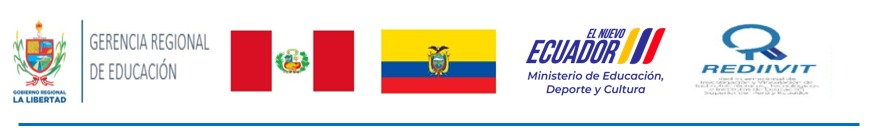 GERENCIA REGIONAL
DE EDUCACIÓN
GOBIERNO REGIONAL
LA LIBERTAD
EL NUEVO
ECUADOR
Ministerio de Educación,
Deporte y Cultura
REDIIVIT